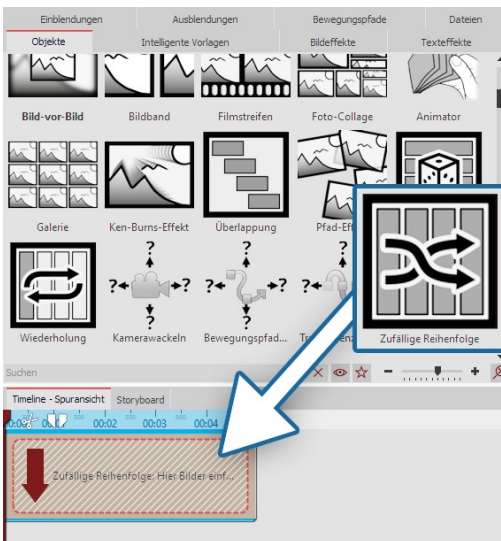 Einblendungen Ausblendungen Bewegungspfade Dateien
Objekte Intelligente Vorlagen Bildeffekte Texteffekte
Bild-vor-Bild Bildband Filmstreifen Foto-Collage Animator
Galerie Ken-Burns-Effekt Überlappung
Wiederholung Kamerawackeln Bewegungspfad... Zufällige Reihenfolge
Suchen
Timeline - Spuransicht Storyboard
00:02 00:03 00:04
Zufällige Reihenfolge: Hier Bilder einf...